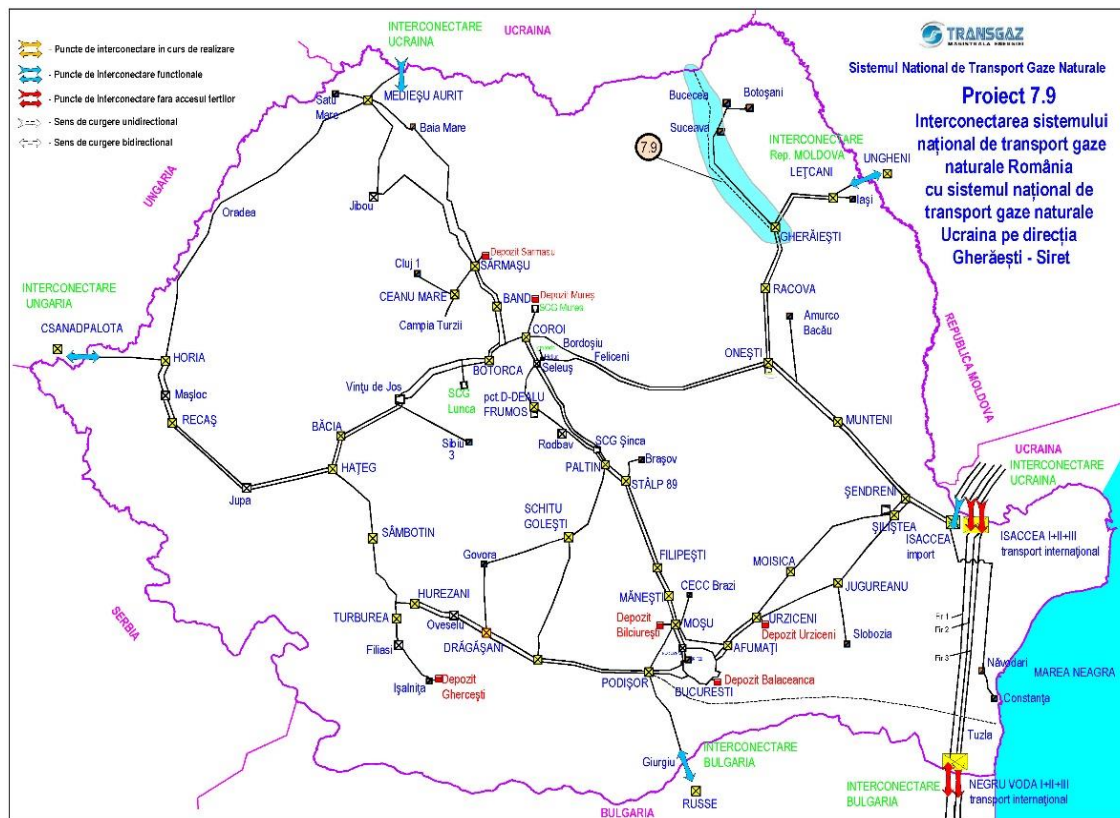 - Puncte de interconectare in curs de realizare
- Puncte de interconectare functionale
- Puncte de interconectare fara accesul tertilor
- Sens de curgere unidirectional
- Sens de curgere bidirectional
TRANSGAZ
Sistemul National de Transport Gaze Naturale
Proiect 7.9
Interconectarea sistemului
național de transport gaze
naturale România
cu sistemul național de
transport gaze naturale
Ucraina pe direcția
Gherăești - Siret
INTERCONECTARE
UCRAINA
UCRAINA
MEDIEȘU AURIT
Satu
Mare
Baia Mare
Bucecea
Botoșani
Suceava
7.9
INTERCONECTARE
Rep. MOLDOVA
UNGHENI
LEȚCANI
Iași
GHERĂIEȘTI
UNGARIA
Oradea
Jibou
Cluj 1
SĂRMAȘU
Depozit Sarmasu
CEANU MARE
Campia Turzii
BAND
Depozit Mureș
SCG Mures
COROI
Bordoșiu
Feliceni
RACOVA
Amurco
Bacău
ONEȘTI
REPUBLICA MOLDOVA
INTERCONECTARE
UNGARIA
CSANADPALOTA
HORIA
Mașloc
RECAȘ
Jupa
BOTORCA
Seleuș
Vințu de Jos
SCG
Lunca
pct.D-DEALU
FRUMOS
BĂCIA
Sibiu
3
HAȚEG
Rodbav
SCG Șinca
PALTIN
Brașov
STÂLP 89
MUNTENI
ȘENDRENI
ȘILIȘTEA
UCRAINA
INTERCONECTARE
UCRAINA
ISACCEA
import
ISACCEA I+II+III
transport internațional
SÂMBOTIN
SCHITU
GOLEȘTI
Govora
FILIPEȘTI
CECC Brazi
MĂNEȘTI
MOISICA
JUGUREANU
HUREZANI
TURBUREA
Oveselu
DRĂGĂȘANI
Filiasi
Ișalnița
Depozit
Ghercești
Depozit
Bilciurești
MOȘU
URZICENI
Depozit Urziceni
AFUMAȚI
Slobozia
PODIȘOR
BUCURESTI
Depozit Balaceanca
SERBIA
Fir 1
Fir 2
Fir 3
Năvodari
MAREA NEAGRA
Constanța
Tuzla
Giurgiu
INTERCONECTARE
BULGARIA
RUSSE
BULGARIA
INTERCONECTARE
BULGARIA
NEGRU VODA I+II+III
transport internațional